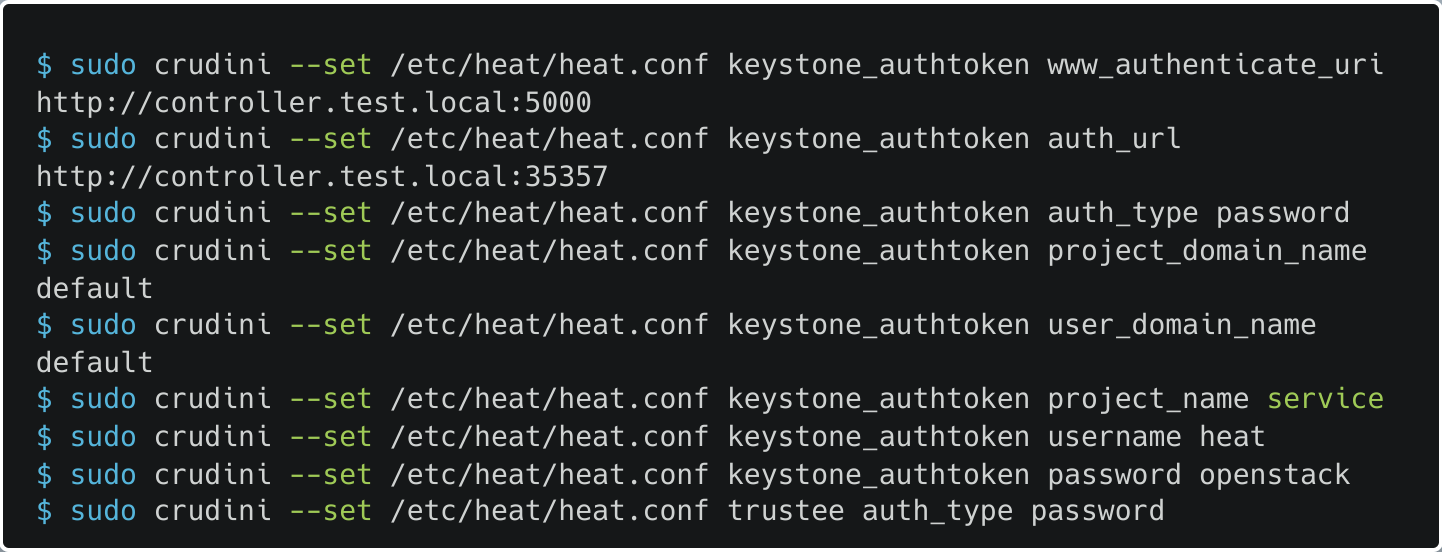 $ sudo crudini --set /etc/heat/heat.conf keystone_authtoken www_authenticate_uri
http://controller.test.local:5000
$ sudo crudini --set /etc/heat/heat.conf keystone_authtoken auth_url
http://controller.test.local:35357
$ sudo crudini --set /etc/heat/heat.conf keystone_authtoken auth_type password
$ sudo crudini --set /etc/heat/heat.conf keystone_authtoken project_domain_name
default
$ sudo crudini --set /etc/heat/heat.conf keystone_authtoken user_domain_name
default
$ sudo crudini --set /etc/heat/heat.conf keystone_authtoken project_name service
$ sudo crudini --set /etc/heat/heat.conf keystone_authtoken username heat
$ sudo crudini --set /etc/heat/heat.conf keystone_authtoken password openstack
$ sudo crudini --set /etc/heat/heat.conf trustee auth_type password